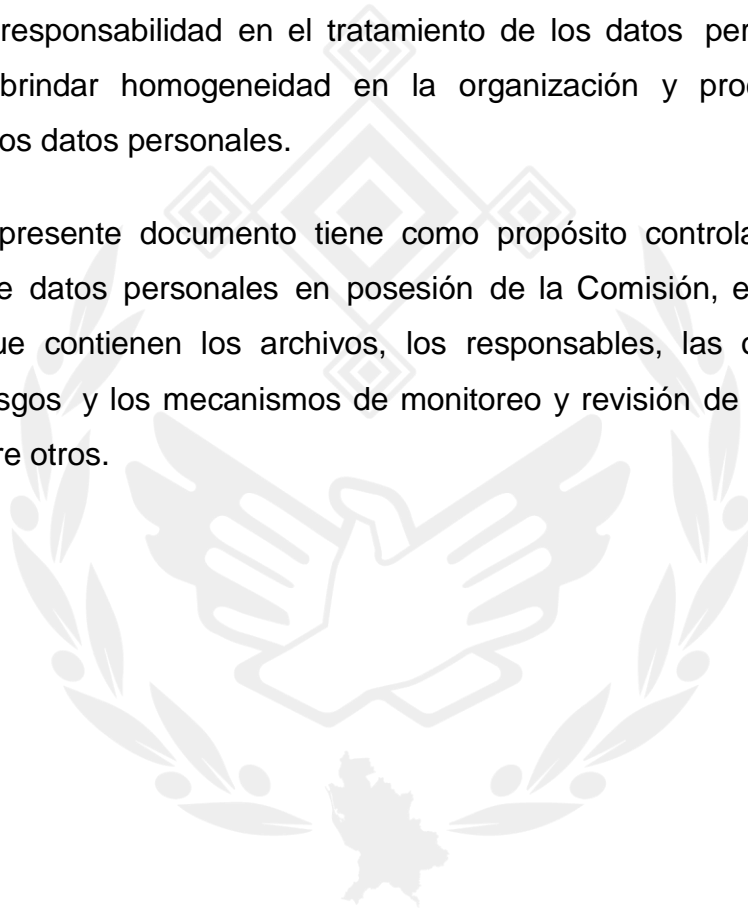 responsabilidad en el tratamiento de los datos per
brindar homogeneidad en la organización y pro
os datos personales.
presente documento tiene como propósito controla
e datos personales en posesión de la Comisión, e
ue contienen los archivos, los responsables, las
sgos y los mecanismos de monitoreo y revisión de
re otros.